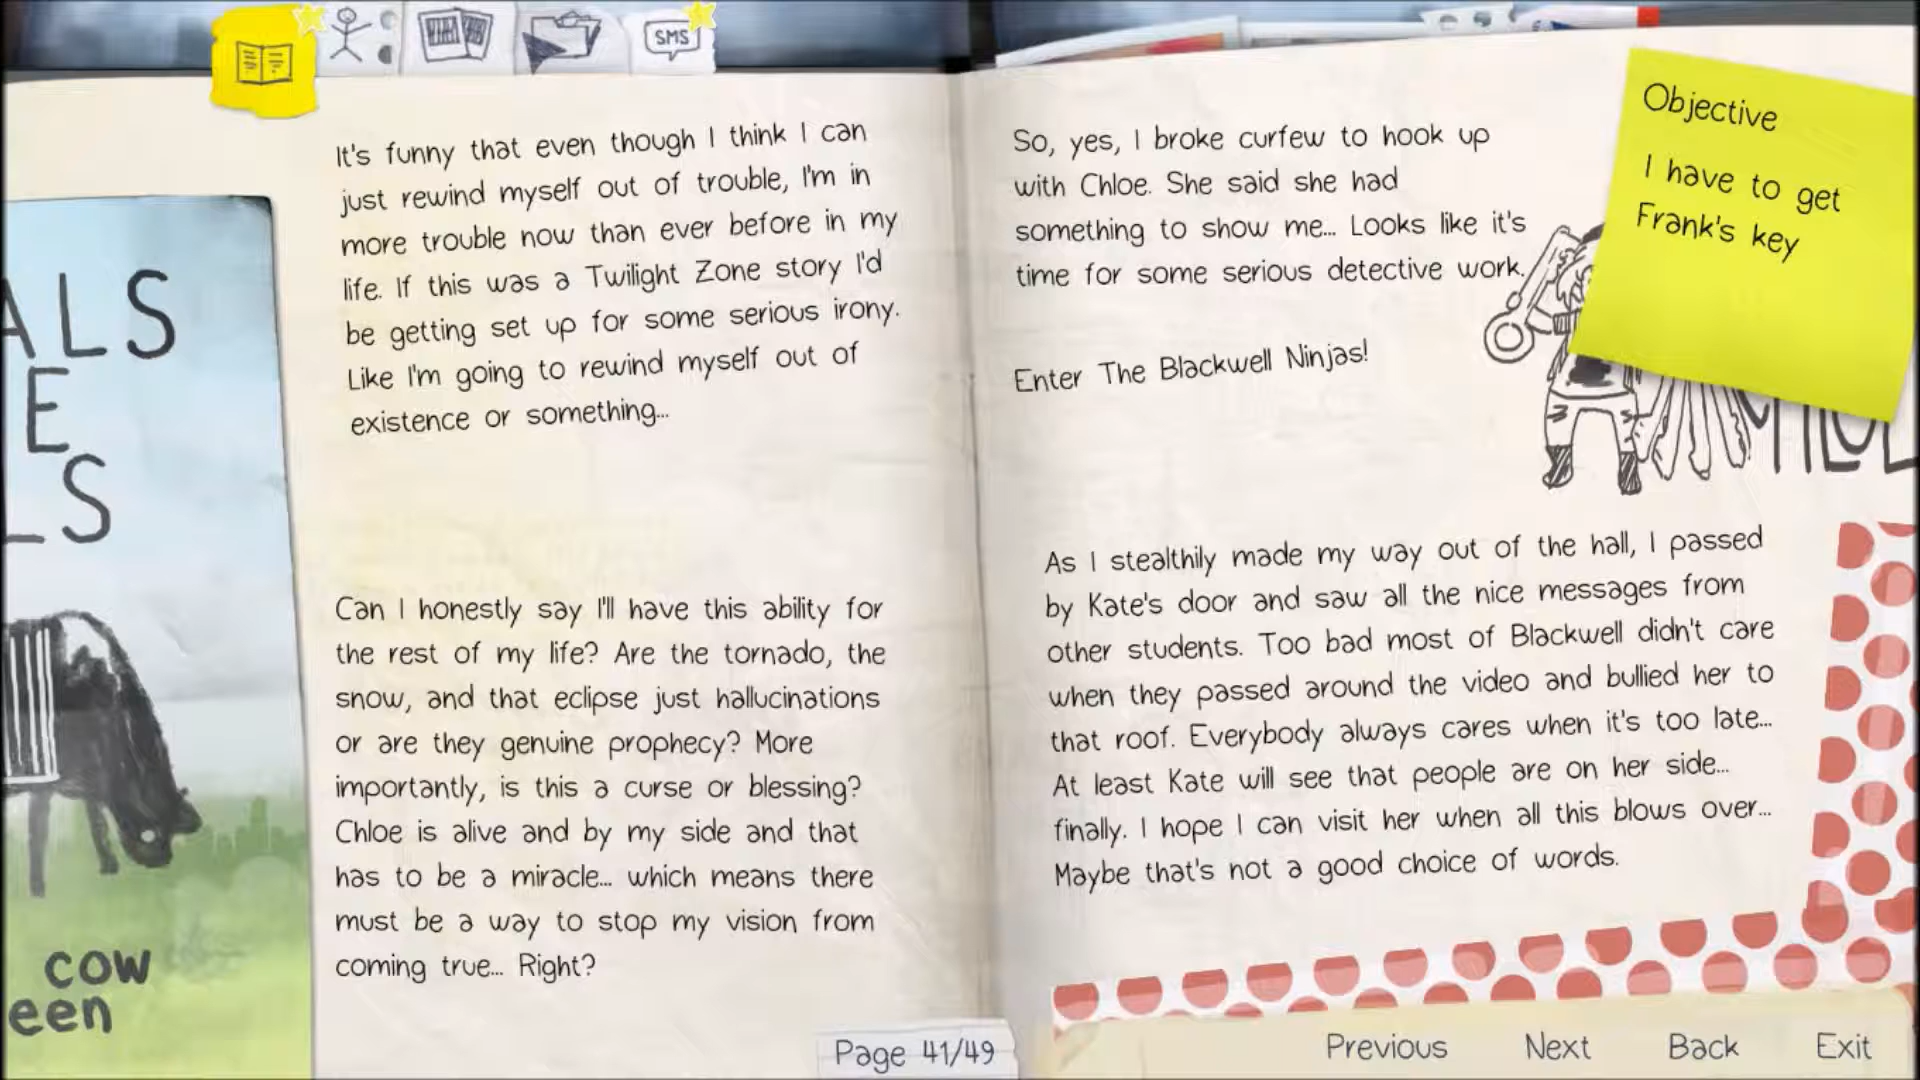 SMS
ALS
E
LS
cow
een
It's funny that even though I think I can
just rewind myself out of trouble, I'm in
more trouble now than ever before in my
life. If this was a Twilight Zone story I'd
be getting set up for some serious irony.
Like I'm going to rewind myself out of
existence or something...
Can I honestly say I'll have this ability for
the rest of my life? Are the tornado, the
snow, and that eclipse just hallucinations
or are they genuine prophecy? More
importantly, is this a curse or blessing?
Chloe is alive and by my side and that
has to be a miracle... which means there
must be a way to stop my vision from
coming true... Right?
So, yes, I broke curfew to hook up
with Chloe. She said she had
something to show me... Looks like it's
time for some serious detective work.
Enter The Blackwell Ninjas!
As I stealthily made my way out of the hall, I passed
by Kate's door and saw all the nice messages from
other students. Too bad most of Blackwell didn't care
when they passed around the video and bullied her to
that roof. Everybody always cares when it's too late...
At least Kate will see that people are on her side...
finally. I hope I can visit her when all this blows over...
Maybe that's not a good choice of words.
Objective
I have to get
Frank's key
Page 41/49
Previous Next Back Exit